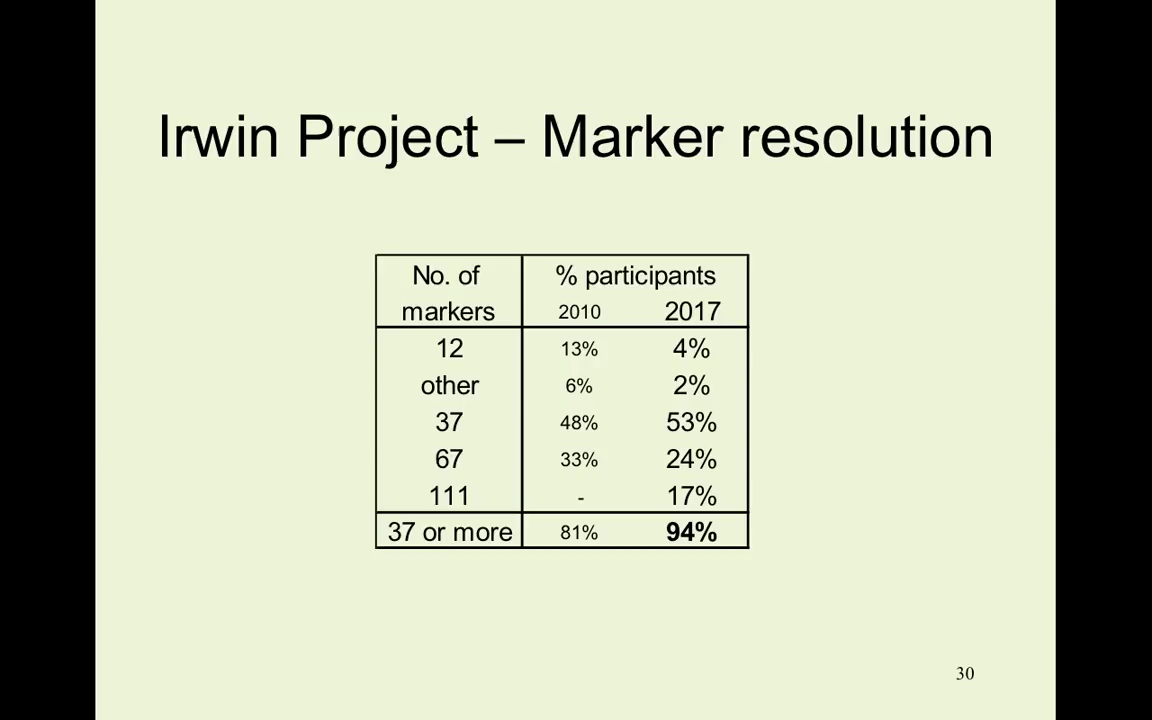 Irwin Project – Marker resolution
No. of % participants
markers 2010 2017
12 13% 4%
other 6% 2%
37 48% 53%
67 33% 24%
111 - 17%
37 or more 81% 94%
30